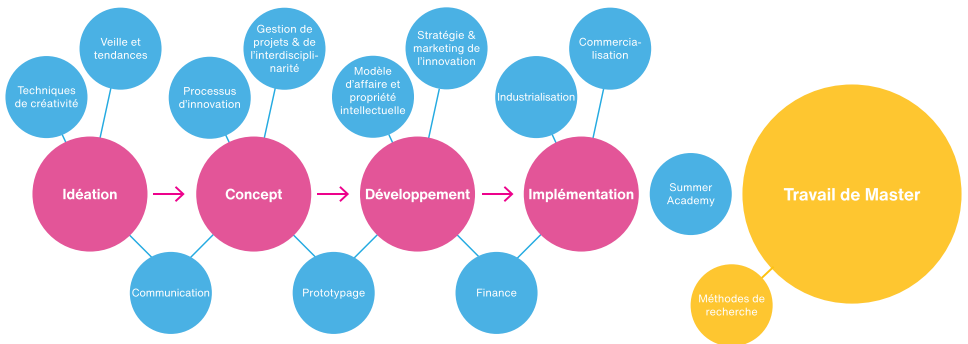 Veille et
tendances
Techniques
de créativité
Idéation
Communication
Gestion de
projets & de
l'interdiscipli-
narité
Processus
d'innovation
Concept
Prototypage
Stratégie &
marketing de
l'innovation
Modèle
d'affaire et
propriété
intellectuelle
Développement
Finance
Commercia-
lisation
Industrialisation
Implémentation
Summer
Academy
Travail de Master
Méthodes de
recherche